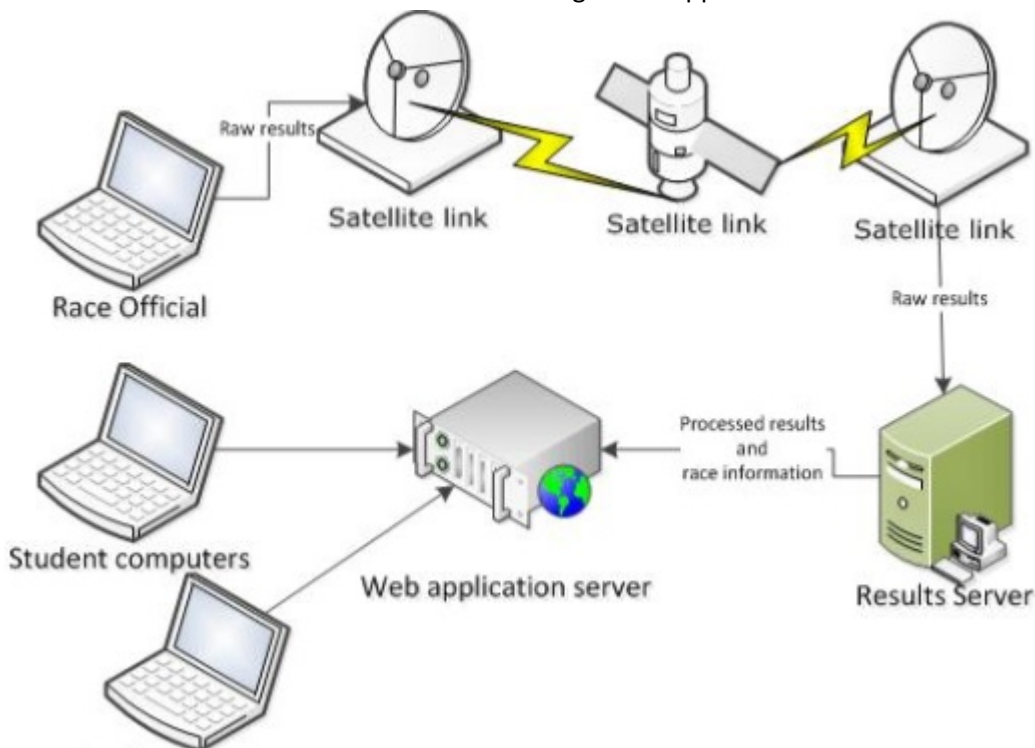 Raw results
Satellite link
Satellite link
Satellite link
Race Official
Raw results
Processed results
and
race information
Student computers
Web application server
Results Server